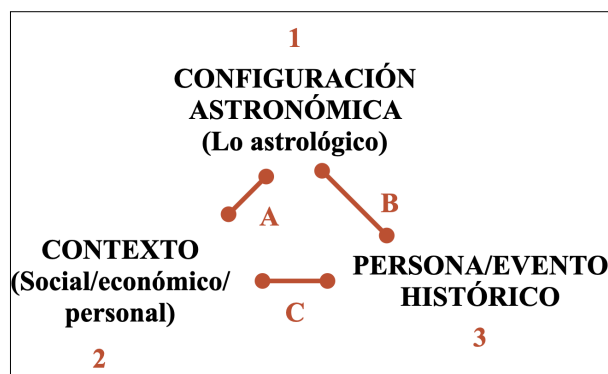 1
CONFIGURACIÓN
ASTRONÓMICA
(Lo astrológico)
A
B
CONTEXTO
(Social/económico/
personal)
2
C
PERSONA/EVENTO
HISTÓRICO
3